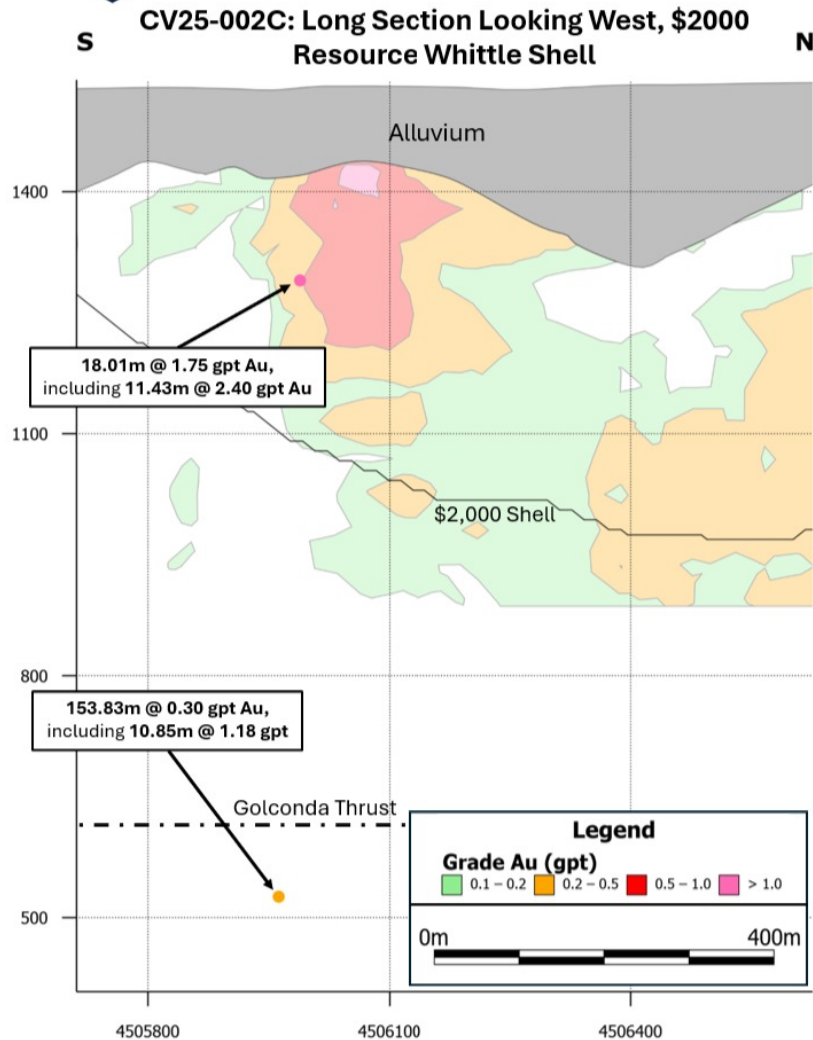 CV25-002C: Long Section Looking West, $2000
Resource Whittle Shell
S
N
Alluvium
1400
18.01m @ 1.75 gpt Au,
including 11.43m @ 2.40 gpt Au
1100
$2,000 Shell
800
153.83m @ 0.30 gpt Au,
including 10.85m @ 1.18 gpt
Golconda Thrust
Legend
Grade Au (gpt)
0.1 – 0.2
0.2 – 0.5
0.5 – 1.0
> 1.0
500
0m
400m
4505800
4506100
4506400